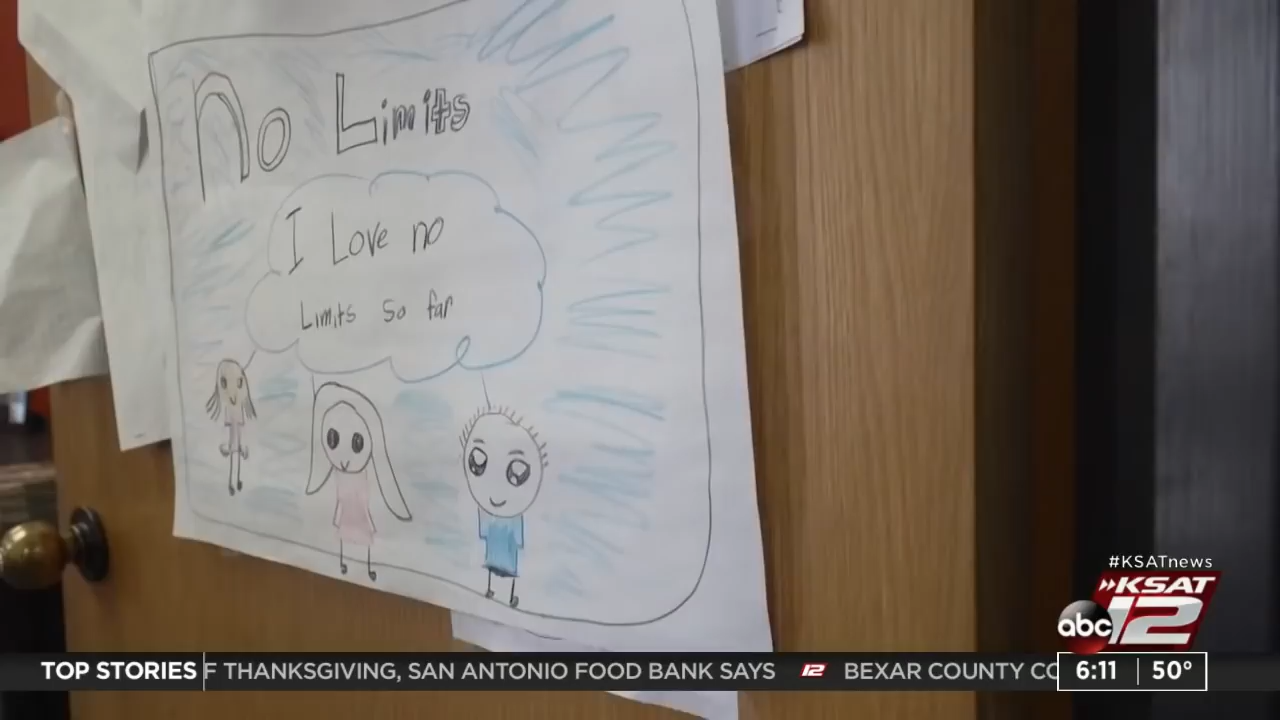 No Limits
I Love no
Limits so far
#KSATnews
KSAT
abc 12
TOP STORIES F THANKSGIVING, SAN ANTONIO FOOD BANK SAYS 12 BEXAR COUNTY CO 6:11 50°